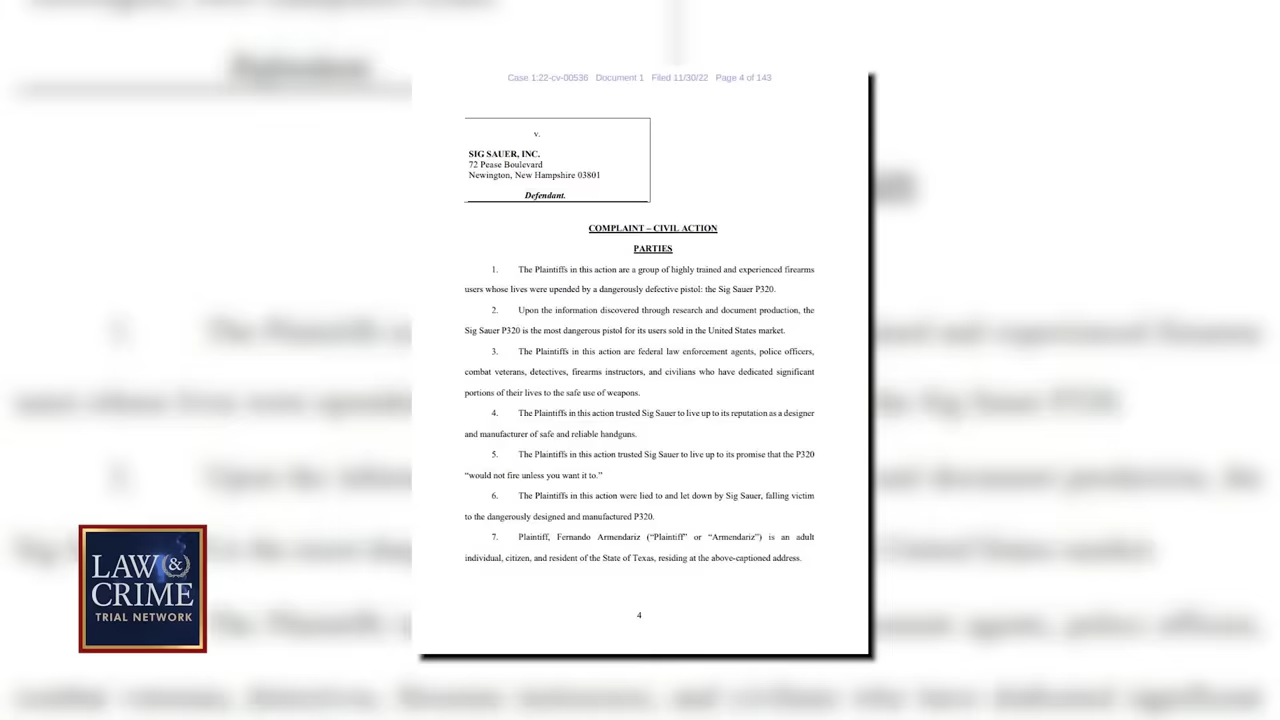 Case 1:22-cv-00536 Document 1 Filed 11/30/22 Page 4 of 143
v.
SIG SAUER, INC.
72 Pease Boulevard
Newington, New Hampshire 03801
Defendant.
COMPLAINT – CIVIL ACTION
PARTIES
1. The Plaintiffs in this action are a group of highly trained and experienced firearms
users whose lives were upended by a dangerously defective pistol: the Sig Sauer P320.
2. Upon the information discovered through research and document production, the
Sig Sauer P320 is the most dangerous pistol for its users sold in the United States market.
3. The Plaintiffs in this action are federal law enforcement agents, police officers,
combat veterans, detectives, firearms instructors, and civilians who have dedicated significant
portions of their lives to the safe use of weapons.
4. The Plaintiffs in this action trusted Sig Sauer to live up to its reputation as a designer
and manufacturer of safe and reliable handguns.
5. The Plaintiffs in this action trusted Sig Sauer to live up to its promise that the P320
“would not fire unless you want it to.”
6. The Plaintiffs in this action were lied to and let down by Sig Sauer, falling victim
to the dangerously designed and manufactured P320.
7. Plaintiff, Fernando Armendariz (“Plaintiff” or “Armendariz”) is an adult
individual, citizen, and resident of the State of Texas, residing at the above-captioned address.
4
LAW &
CRIME
TRIAL NETWORK